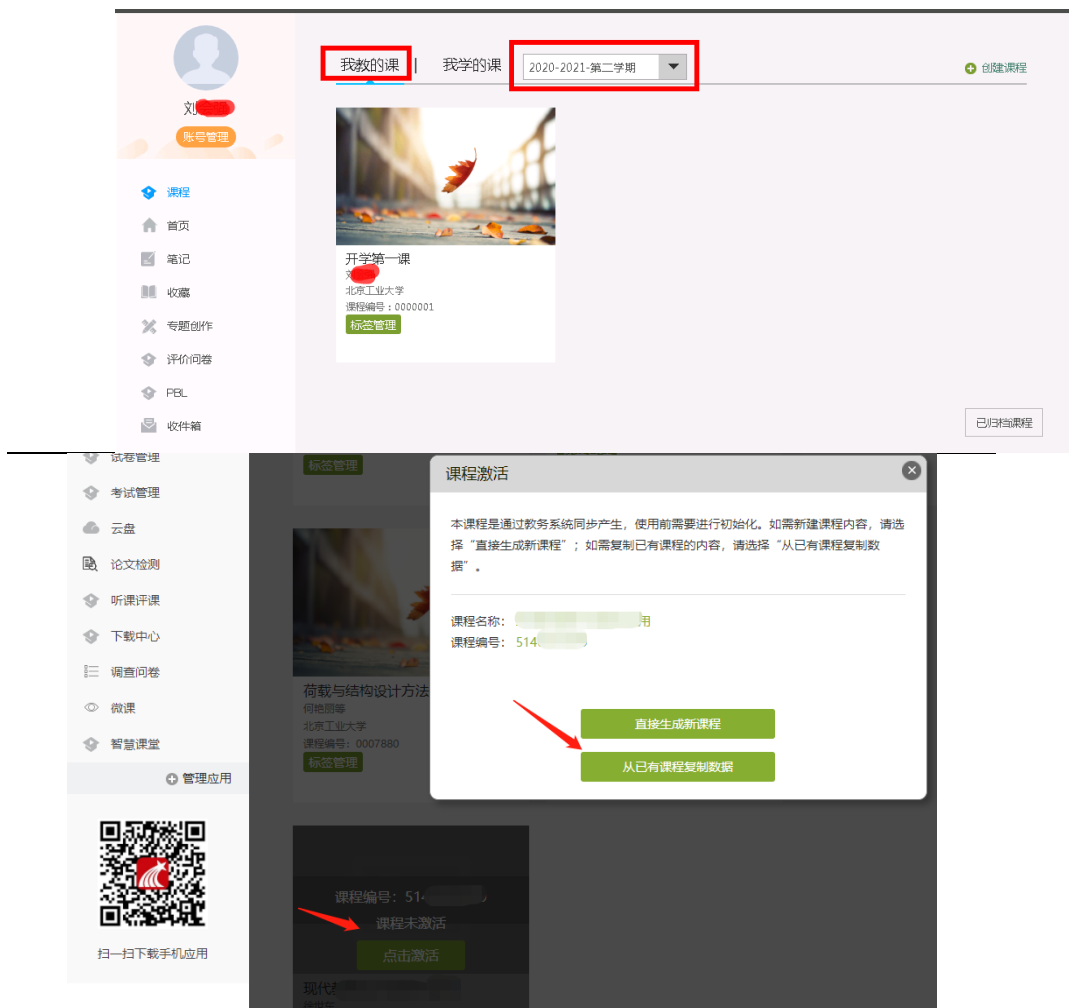 我教的课 | 我学的课 2020-2021-第二学期
创建课程
刘
账号管理
课程
首页
笔记
收藏
专题创作
评价问卷
PBL
收件箱
开学第一课
北京工业大学
课程编号：0000001
标签管理
已归档课程
试卷管理
考试管理
云盘
论文检测
听课评课
下载中心
调查问卷
微课
智慧课堂
管理应用
扫一扫下载手机应用
标签管理
荷载与结构设计方法
何艳丽等
北京工业大学
课程编号：0007880
标签管理
课程编号：51
课程未激活
点击激活
现代
课程激活
本课程是通过教务系统同步产生，使用前需要进行初始化。如需新建课程内容，请选
择“直接生成新课程”；如需复制已有课程的内容，请选择“从已有课程复制数
据”。
课程名称： 用
课程编号： 514
直接生成新课程
从已有课程复制数据